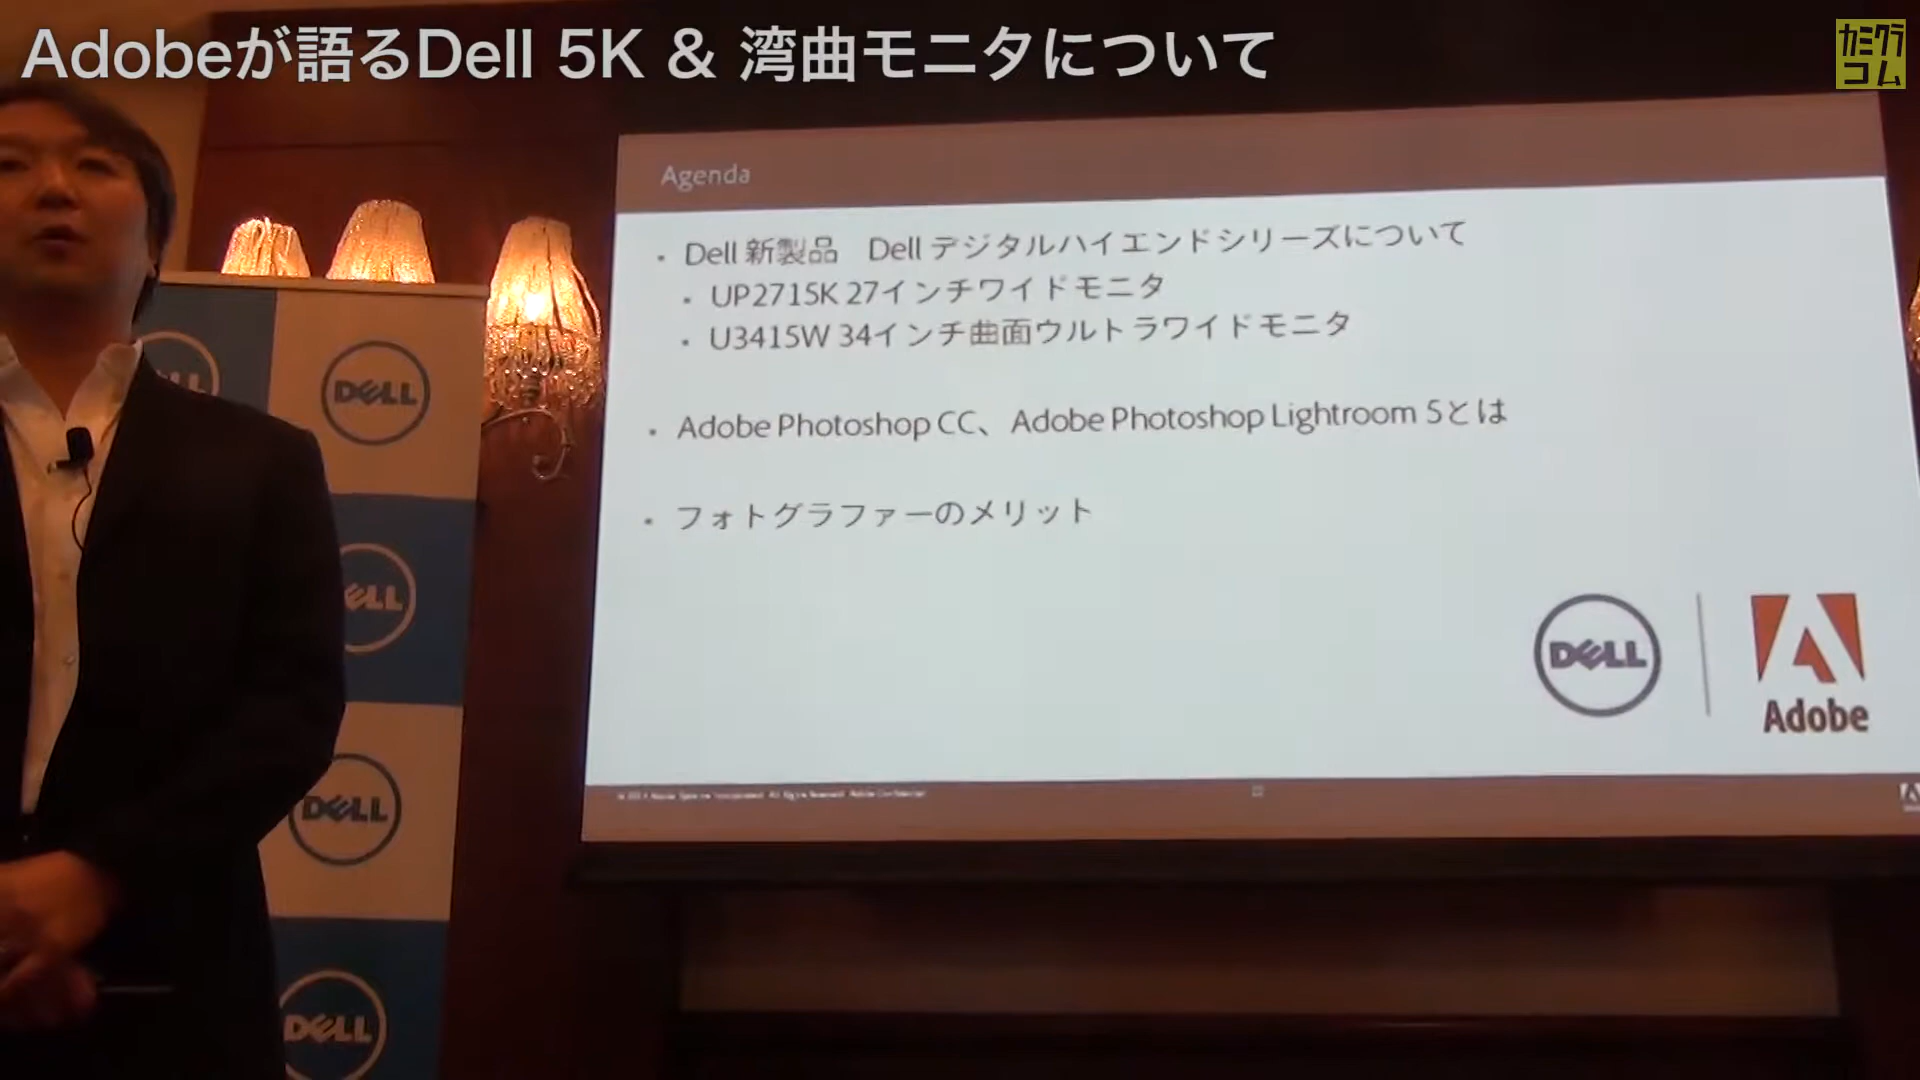 Adobeが語るDell 5K & 湾曲モニタについて
カミクラ
コム
Agenda
• Dell 新製品　Dell デジタルハイエンドシリーズについて
• UP2715K 27インチワイドモニタ
• U3415W 34インチ曲面ウルトラワイドモニタ
• Adobe Photoshop CC、Adobe Photoshop Lightroom 5とは
• フォトグラファーのメリット
DELL
Adobe
DELL
DELL
DELL
DELL